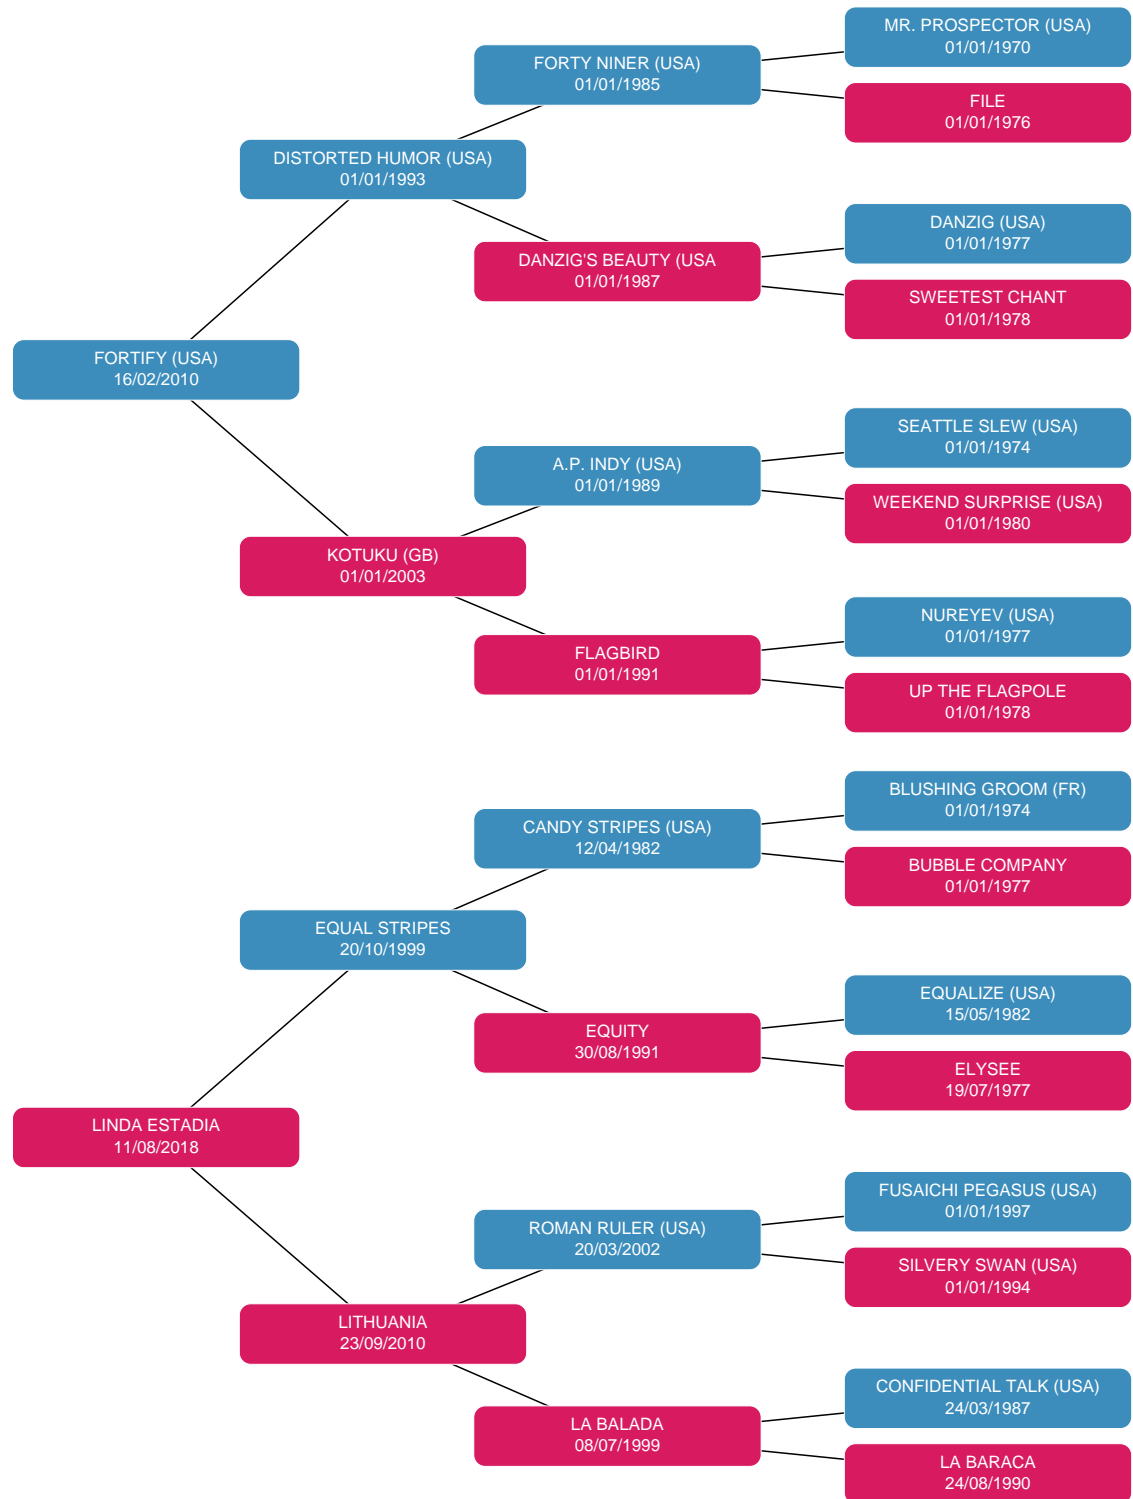 MR. PROSPECTOR (USA)
01/01/1970
FORTY NINER (USA)
01/01/1985
FILE
01/01/1976
DISTORTED HUMOR (USA)
01/01/1993
DANZIG (USA)
01/01/1977
DANZIG'S BEAUTY (USA
01/01/1987
SWEETEST CHANT
01/01/1978
FORTIFY (USA)
16/02/2010
SEATTLE SLEW (USA)
01/01/1974
A.P. INDY (USA)
01/01/1989
WEEKEND SURPRISE (USA)
01/01/1980
KOTUKU (GB)
01/01/2003
NUREYEV (USA)
01/01/1977
FLAGBIRD
01/01/1991
UP THE FLAGPOLE
01/01/1978
BLUSHING GROOM (FR)
01/01/1974
CANDY STRIPES (USA)
12/04/1982
BUBBLE COMPANY
01/01/1977
EQUAL STRIPES
20/10/1999
EQUALIZE (USA)
15/05/1982
EQUITY
30/08/1991
ELYSEE
19/07/1977
LINDA ESTADIA
11/08/2018
FUSAICHI PEGASUS (USA)
01/01/1997
ROMAN RULER (USA)
20/03/2002
SILVERY SWAN (USA)
01/01/1994
LITHUANIA
23/09/2010
CONFIDENTIAL TALK (USA)
24/03/1987
LA BALADA
08/07/1999
LA BARACA
24/08/1990